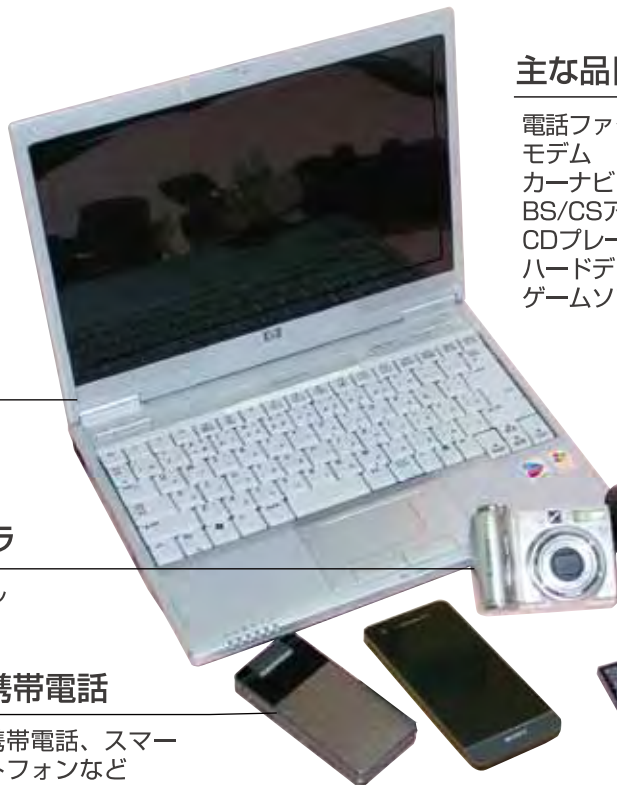 主な品
電話ファ
モデム
カーナビ
BS/CSア
CDプレー
ハードデ
ゲームソ
ラ
帯電話
携帯電話、スマー
トフォンなど
hp